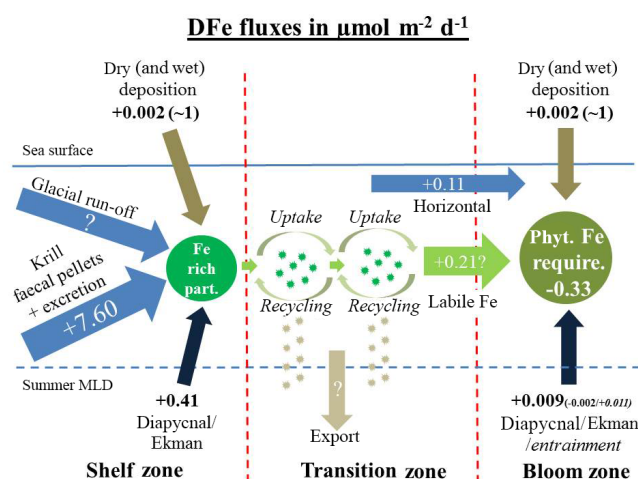 DFe fluxes in µmol m⁻² d⁻¹
Dry (and wet)
deposition
+0.002 (~1)
Dry (and wet)
deposition
+0.002 (~1)
Sea surface
Glacial run-off
?
+0.11
Horizontal
Krill
faecal pellets
+ excretion
+7.60
Fe
rich
part.
Uptake
Uptake
Recycling
Recycling
+0.21?
Labile Fe
Phyt. Fe
require.
-0.33
Summer MLD
?
Export
+0.41
Diapycnal/
Ekman
+0.009(-0.002/+0.011)
Diapycnal/Ekman
/entrainment
Shelf zone
Transition zone
Bloom zone